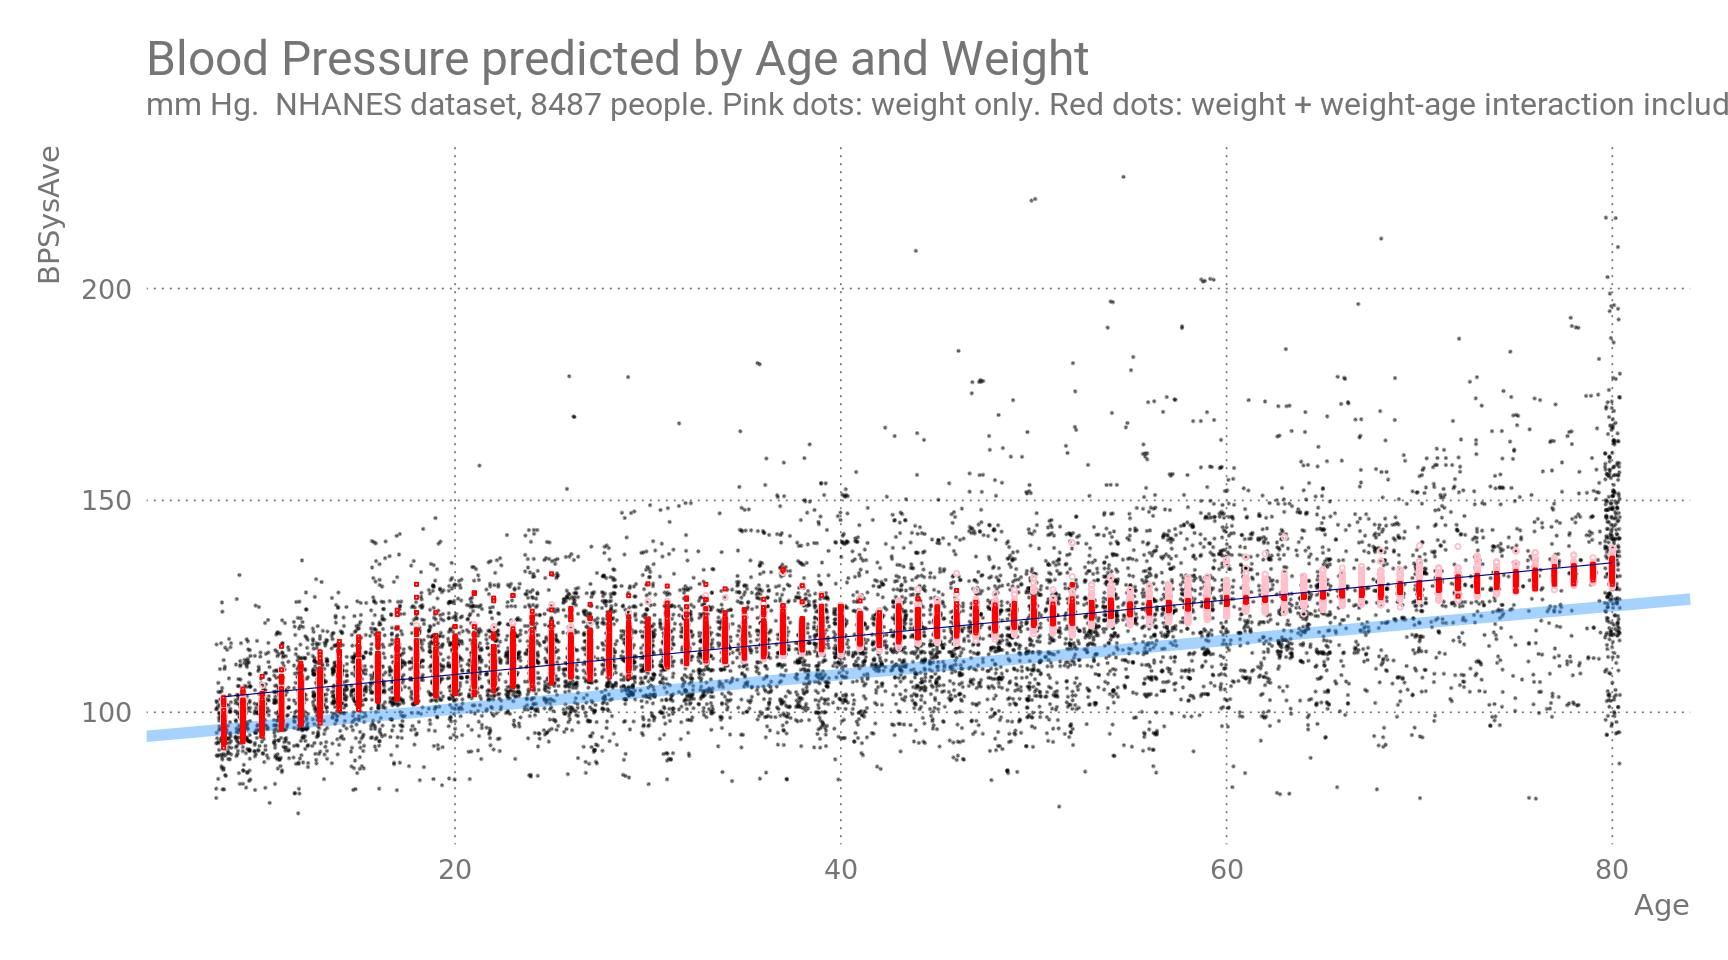 Blood Pressure predicted by Age and Weight
mm Hg.  NHANES dataset, 8487 people. Pink dots: weight only. Red dots: weight + weight-age interaction includ
BPSysAve
200
150
100
20 40 60 80
Age